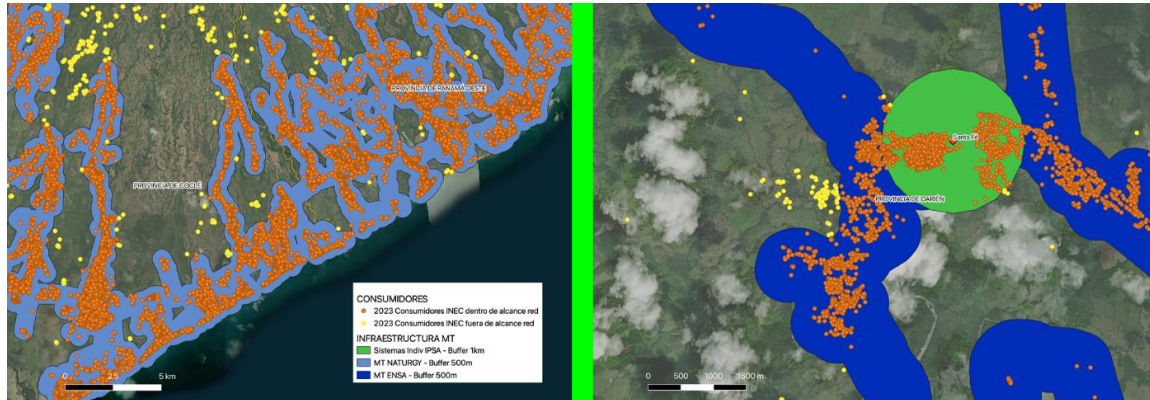 PROVINCIA DE PANAMÁ OESTE
PROVINCIA DE COCLÉ
CONSUMIDORES
2023 Consumidores INEC dentro de alcance red
2023 Consumidores INEC fuera de alcance red
INFRAESTRUCTURA MT
Sistemas Indiv IPSA - Buffer 1km
MT NATURGY - Buffer 500m
MT ENSA - Buffer 500m
0 2.5 5 km
Santa Fé
PROVINCIA DE DARIÉN
0 500 1000 1500 m